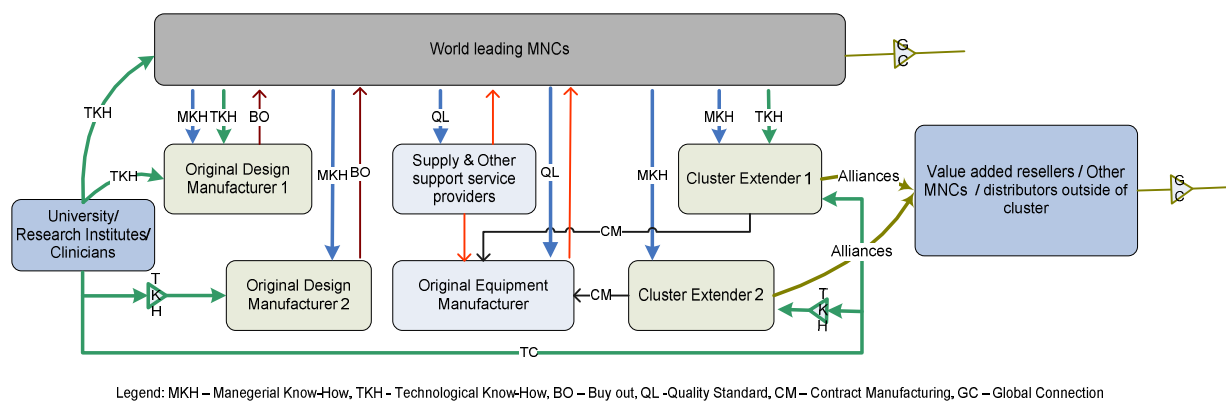 World leading MNCs
G
C
TKH
MKH
TKH
BO
MKH
BO
QL
QL
MKH
MKH
TKH
Original Design
Manufacturer 1
Supply & Other
support service
providers
Cluster Extender 1
Alliances
Value added resellers / Other
MNCs / distributors outside of
cluster
G
C
TKH
University/
Research Institutes/
Clinicians
CM
Alliances
T
K
H
Original Design
Manufacturer 2
Original Equipment
Manufacturer
CM
Cluster Extender 2
T
K
H
TC
Legend: MKH – Manegerial Know-How, TKH - Technological Know-How, BO – Buy out, QL -Quality Standard, CM – Contract Manufacturing, GC – Global Connection